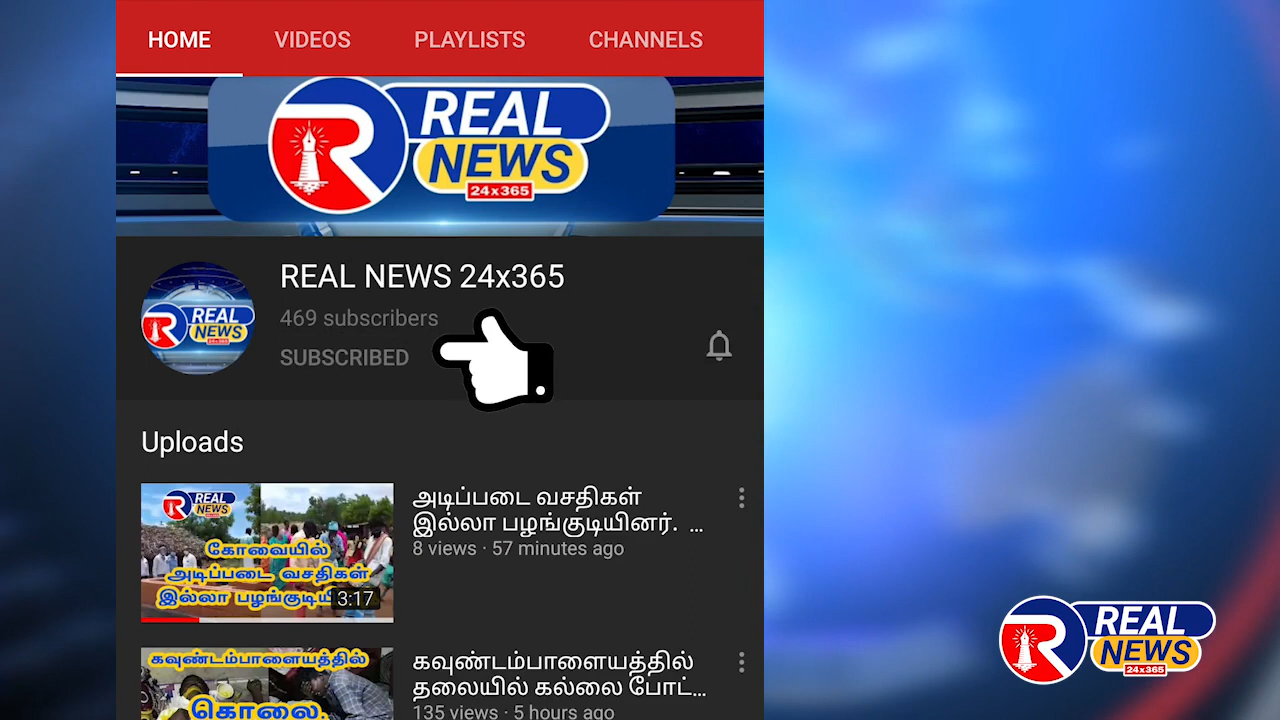 HOME VIDEOS PLAYLISTS CHANNELS
REAL
NEWS
24x365
REAL NEWS 24x365
469 subscribers
SUBSCRIBED
REAL
NEWS
24x365
Uploads
REAL
NEWS
கோவையில்
அடிப்படை வசதிகள்
இல்லா பழங்குடியி
3:17
அடிப்படை வசதிகள்
இல்லா பழங்குடியினர். ...
8 views · 57 minutes ago
கவுண்டம்பாளையத்தில்
கொலை.
கவுண்டம்பாளையத்தில்
தலையில் கல்லை போட்...
135 views · 5 hours ago
REAL
NEWS
24x365